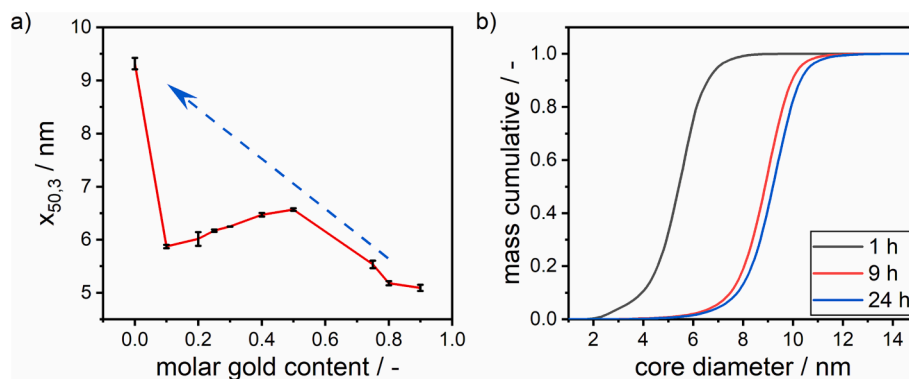 a)
10
9
8
7
6
5
x50,3 / nm
0.0 0.2 0.4 0.6 0.8 1.0
molar gold content / -
b)
1.0
0.8
0.6
0.4
0.2
0.0
mass cumulative / -
1 h
9 h
24 h
2 4 6 8 10 12 14
core diameter / nm